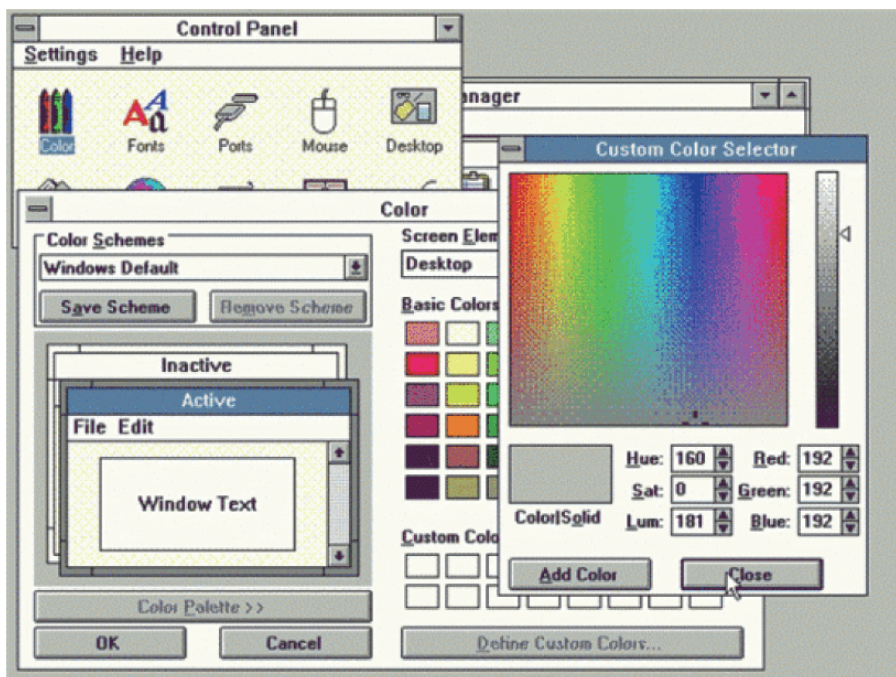 Control Panel
Settings Help
Color Fonts Ports Mouse Desktop
anager
Custom Color Selector
Color
Color Schemes
Windows Default
Save Scheme Remove Scheme
Inactive
Active
File Edit
Window Text
Color Palette >>
OK Cancel
Screen Elem
Desktop
Basic Colors
Custom Colo
Define Custom Colors...
Color|Solid
Hue: 160 Red: 192
Sat: 0 Green: 192
Lum: 181 Blue: 192
Add Color Close